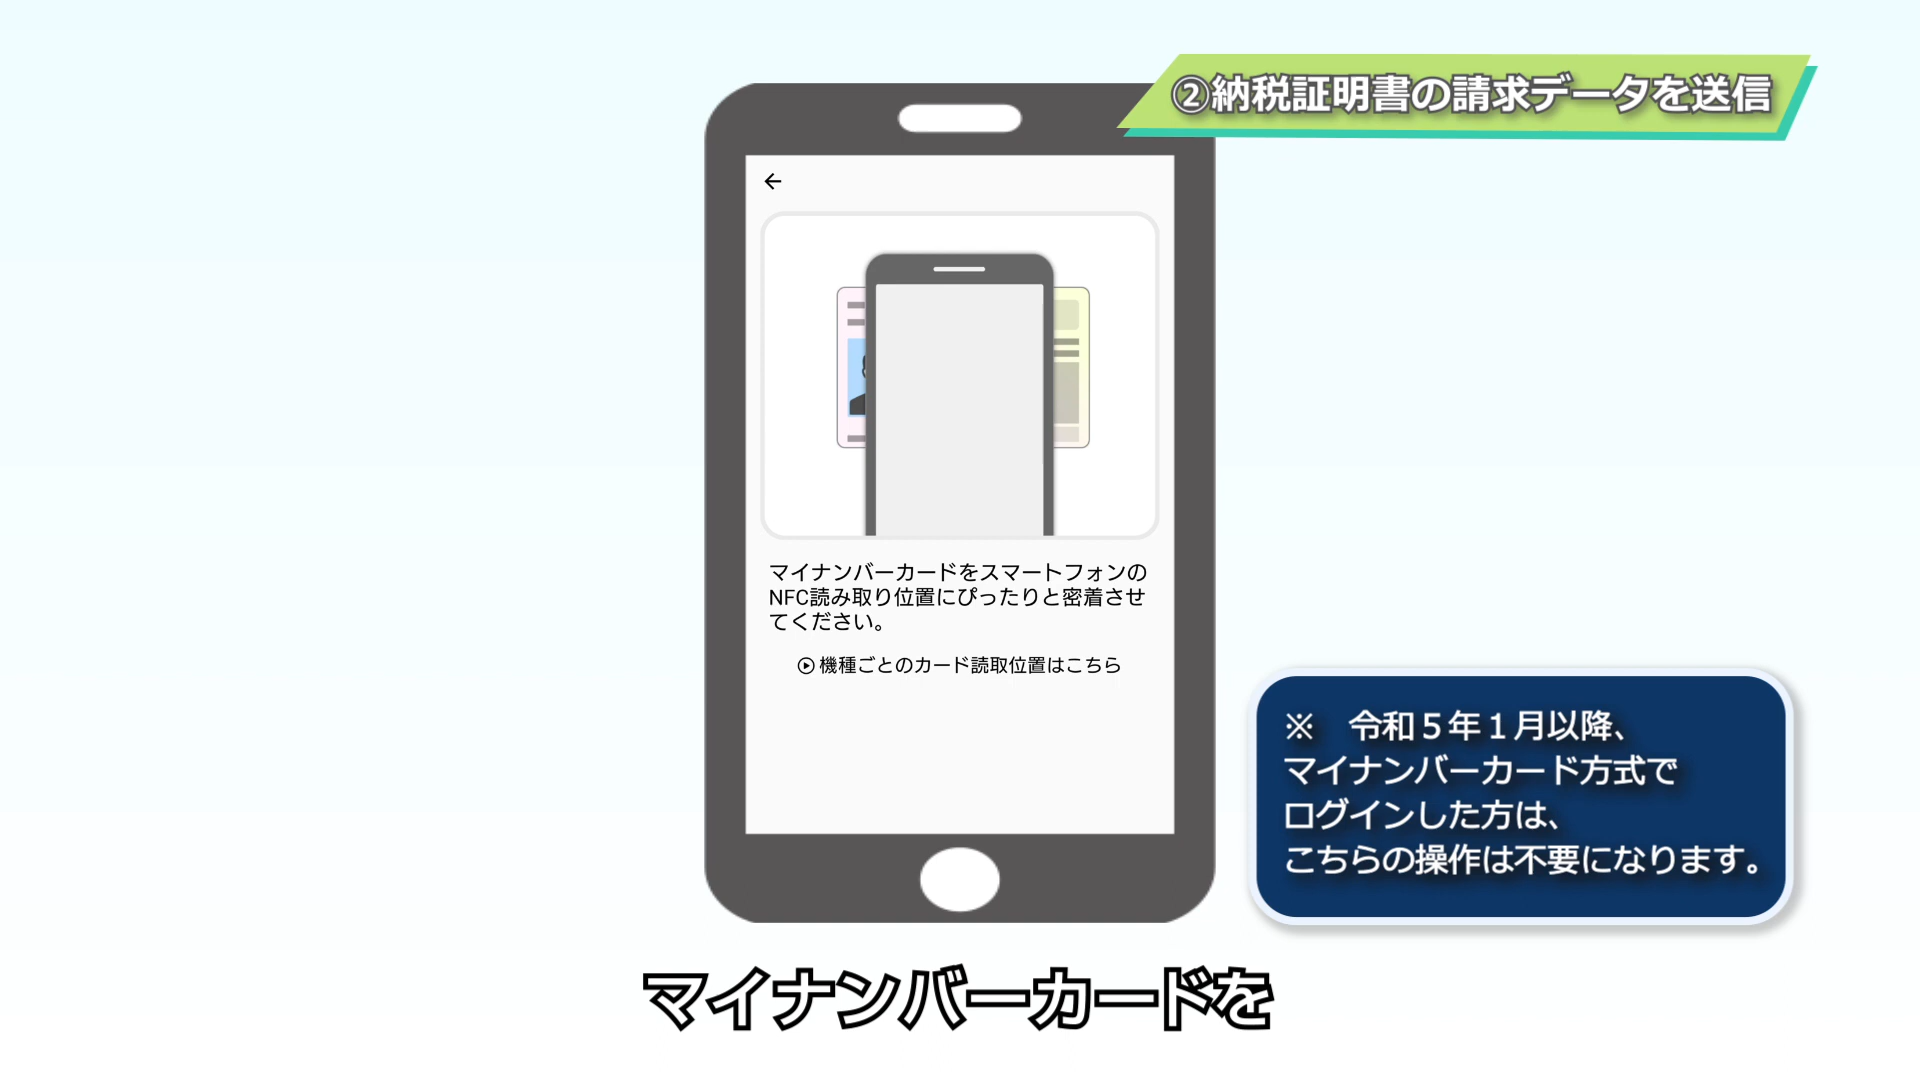 ②納税証明書の請求データを送信
マイナンバーカードをスマートフォンの
NFC読み取り位置にぴったりと密着させ
てください。
機種ごとのカード読取位置はこちら
※　令和５年１月以降、
マイナンバーカード方式で
ログインした方は、
こちらの操作は不要になります。
マイナンバーカードを